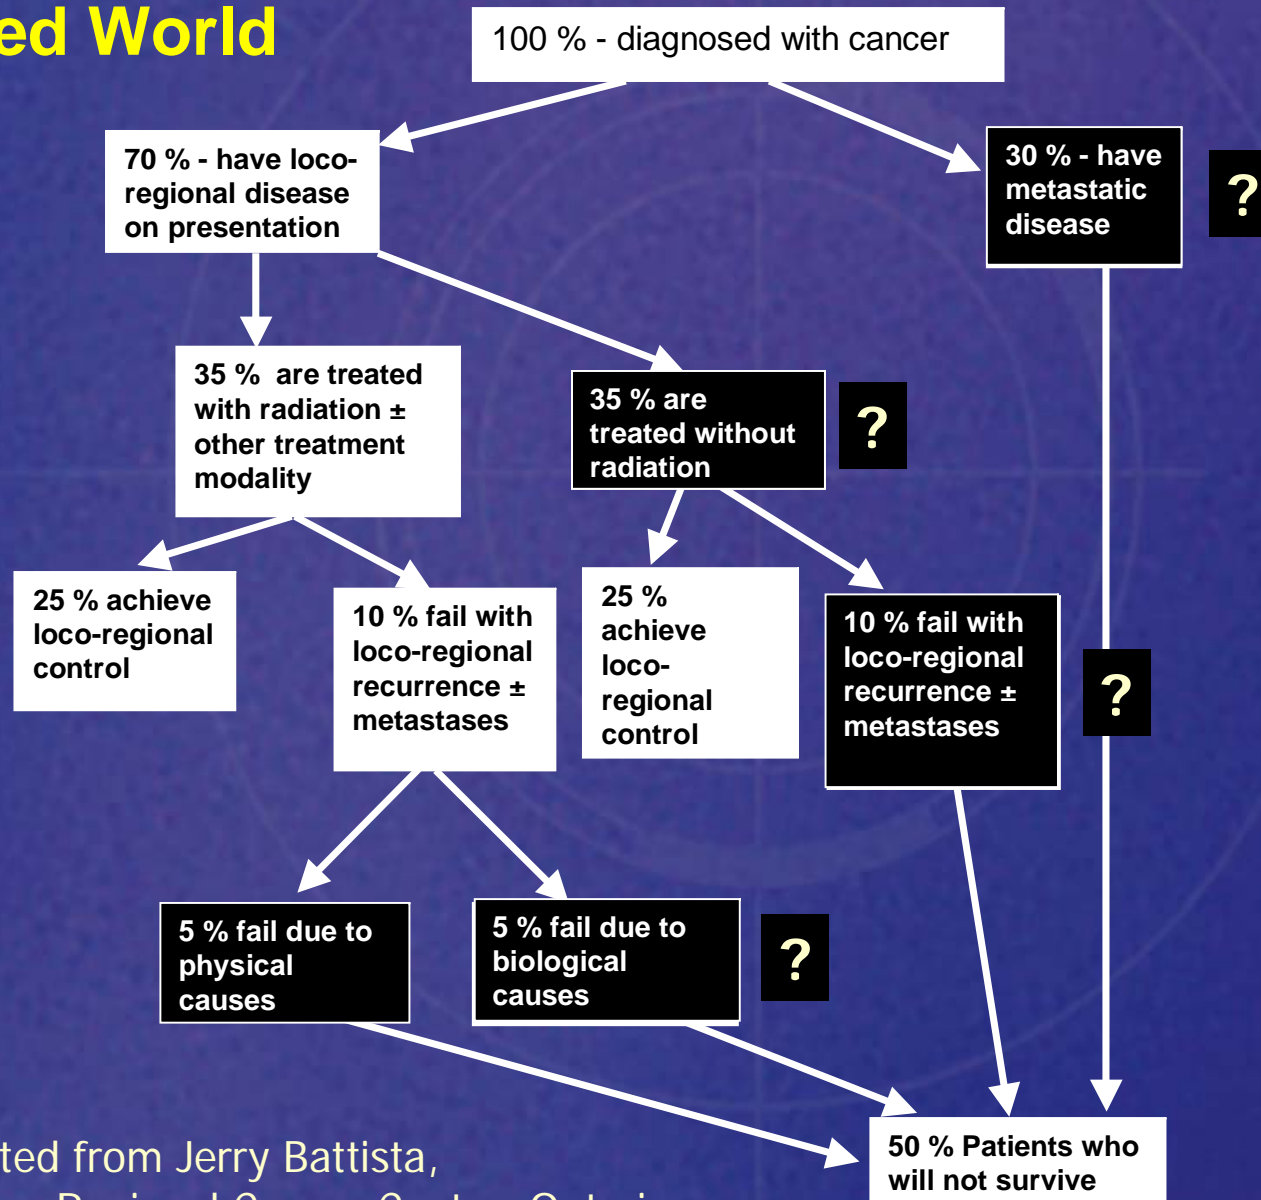 ed World
100 % - diagnosed with cancer
70 % - have loco-
regional disease
on presentation
30 % - have
metastatic
disease
?
35 % are treated
with radiation ±
other treatment
modality
35 % are
treated without
radiation
?
25 % achieve
loco-regional
control
10 % fail with
loco-regional
recurrence ±
metastases
25 %
achieve
loco-
regional
control
10 % fail with
loco-regional
recurrence ±
metastases
?
5 % fail due to
physical
causes
5 % fail due to
biological
causes
?
50 % Patients who
will not survive
ted from Jerry Battista,
Regional Cancer Centre Ontario